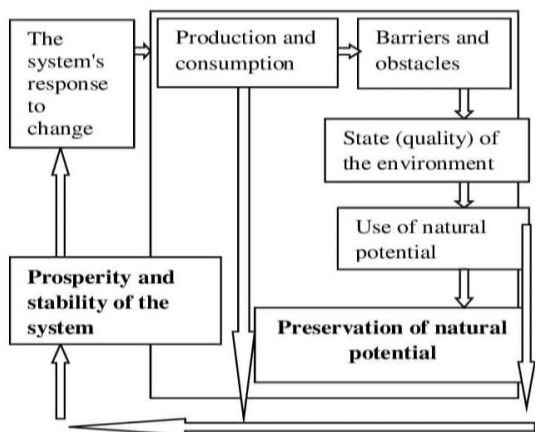 The
system's
response
to
change
Production and
consumption
Barriers and
obstacles
State (quality) of
the environment
Use of natural
potential
Prosperity and
stability of the
system
Preservation of natural
potential